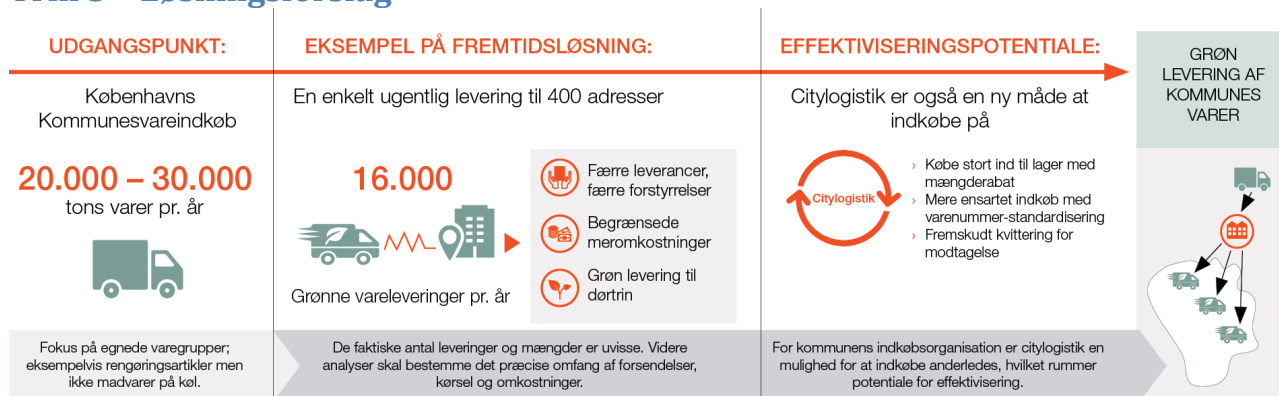 UDGANGSPUNKT:
Københavns
Kommunesvareindkøb
20.000 – 30.000
tons varer pr. år
Fokus på egnede varegrupper;
eksempelvis rengøringsartikler men
ikke madvarer på køl.
EKSEMPEL PÅ FREMTIDSLØSNING:
En enkelt ugentlig levering til 400 adresser
16.000
Grønne vareleveringer pr. år
Færre leverancer,
færre forstyrrelser
Begrænsede
meromkostninger
Grøn levering til
dørtrin
De faktiske antal leveringer og mængder er uvisse. Videre
analyser skal bestemme det præcise omfang af forsendelser,
kørsel og omkostninger.
EFFEKTIVISERINGSPOTENTIALE:
Citylogistik er også en ny måde at
indkøbe på
Citylogistik
› Købe stort ind til lager med
mængderabat
› Mere ensartet indkøb med
varenummer-standardisering
› Fremskudt kvittering for
modtagelse
For kommunens indkøbsorganisation er citylogistik en
mulighed for at indkøbe anderledes, hvilket rummer
potentiale for effektivisering.
GRØN
LEVERING AF
KOMMUNES
VARER